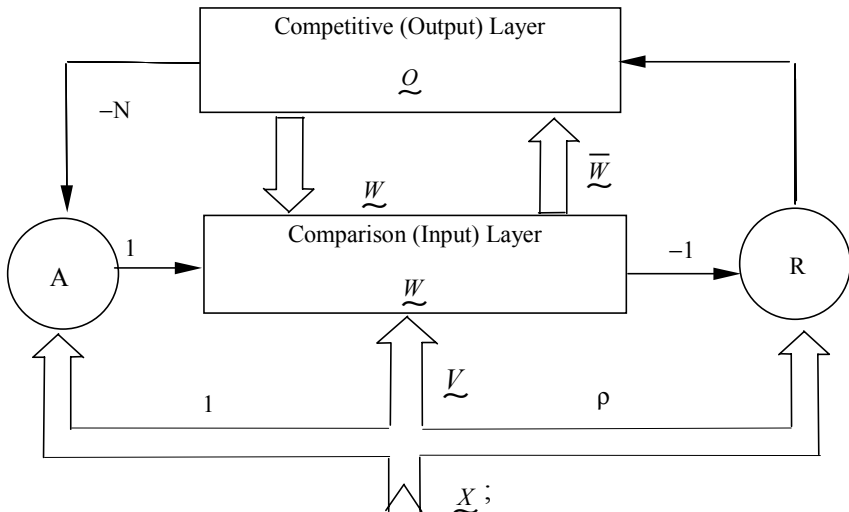 Competitive (Output) Layer
O
−N
W
W̅
Comparison (Input) Layer
1
−1
A
W
R
V
1
ρ
X ;